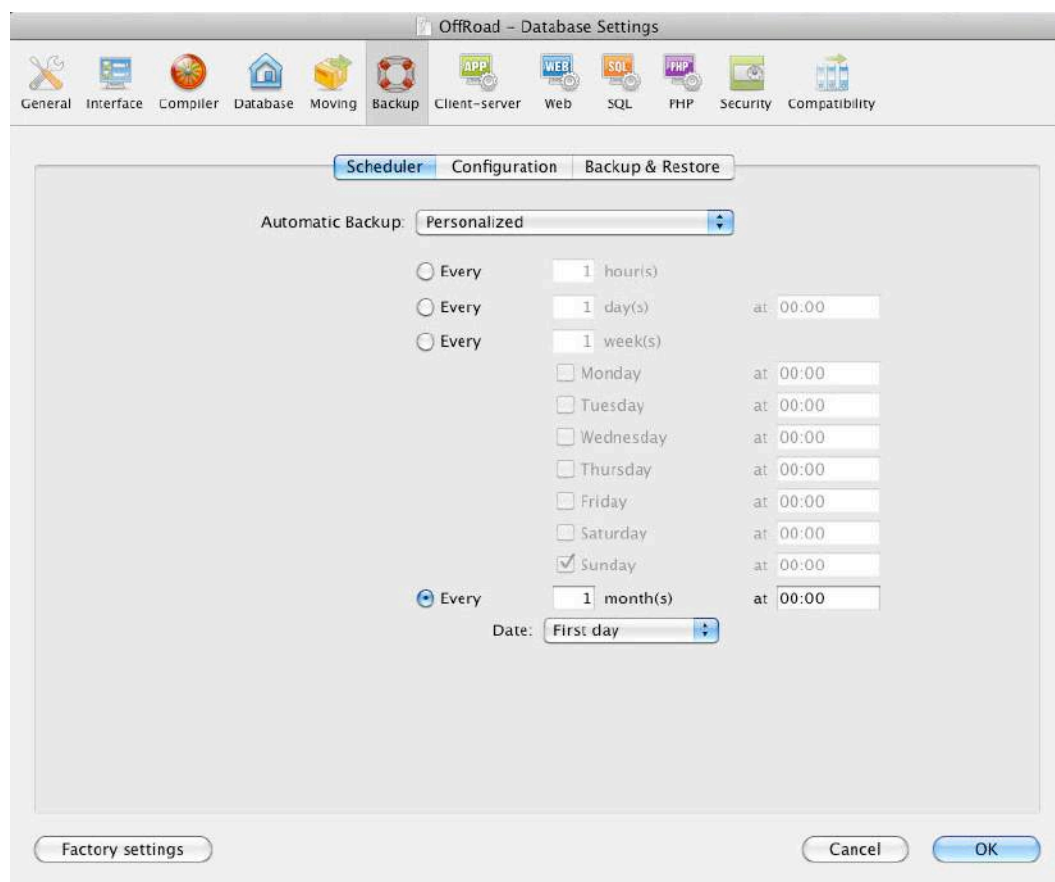 OffRoad – Database Settings
APP WEB SQL PHP
General Interface Compiler Database Moving Backup Client-server Web SQL PHP Security Compatibility
Scheduler Configuration Backup & Restore
Automatic Backup: Personalized
Every 1 hour(s)
Every 1 day(s) at 00:00
Every 1 week(s)
Monday at 00:00
Tuesday at 00:00
Wednesday at 00:00
Thursday at 00:00
Friday at 00:00
Saturday at 00:00
Sunday at 00:00
Every 1 month(s) at 00:00
Date: First day
Factory settings Cancel OK